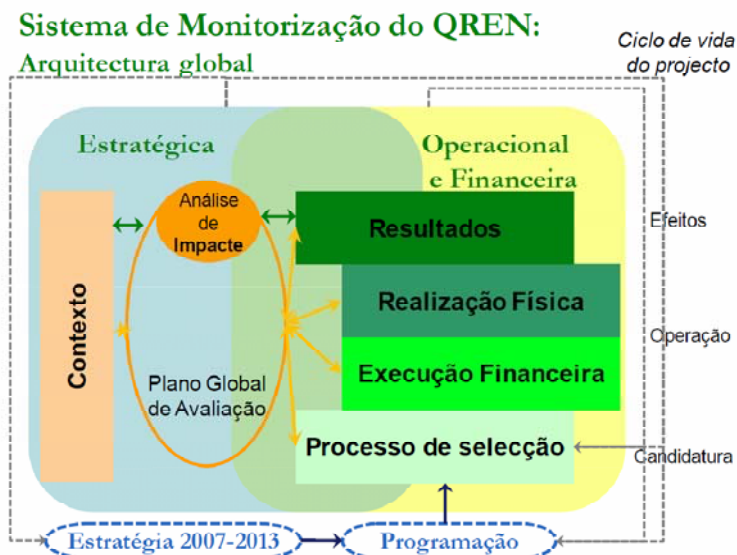 Sistema de Monitorização do QREN:
Arquitectura global
Ciclo de vida
do projecto
Estratégica
Operacional
e Financeira
Análise
de
Impacte
Resultados
Efeitos
Realização Física
Contexto
Operação
Execução Financeira
Plano Global
de Avaliação
Processo de selecção
Candidatura
Estratégia 2007-2013
Programação